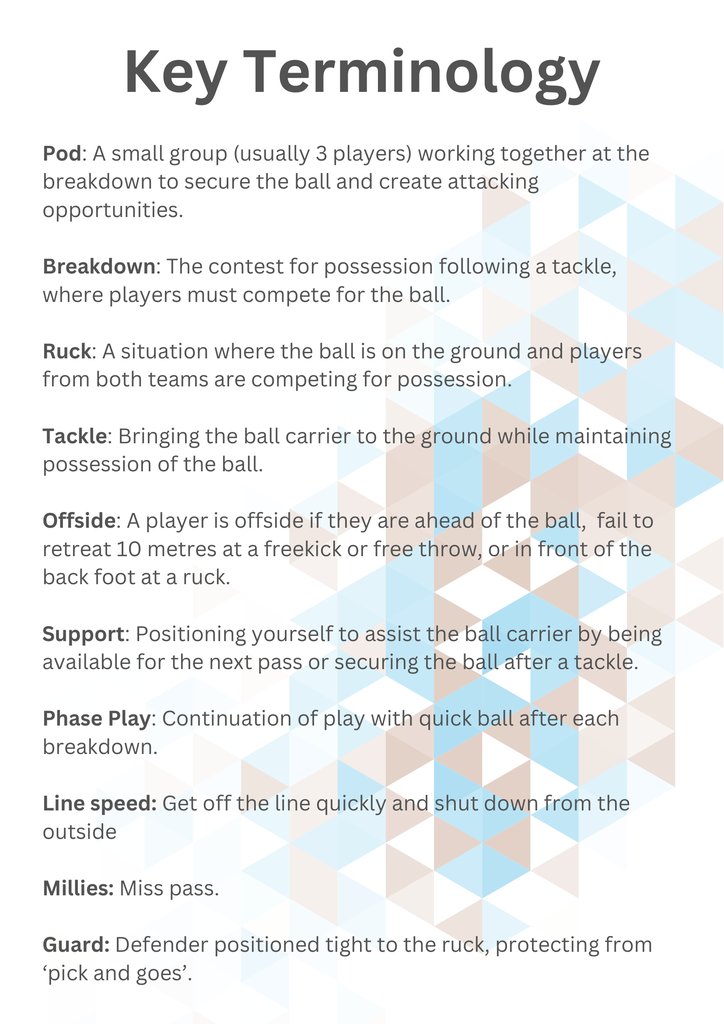 Key Terminology
Pod: A small group (usually 3 players) working together at the
breakdown to secure the ball and create attacking
opportunities.
Breakdown: The contest for possession following a tackle,
where players must compete for the ball.
Ruck: A situation where the ball is on the ground and players
from both teams are competing for possession.
Tackle: Bringing the ball carrier to the ground while maintaining
possession of the ball.
Offside: A player is offside if they are ahead of the ball,  fail to
retreat 10 metres at a freekick or free throw, or in front of the
back foot at a ruck.
Support: Positioning yourself to assist the ball carrier by being
available for the next pass or securing the ball after a tackle.
Phase Play: Continuation of play with quick ball after each
breakdown.
Line speed: Get off the line quickly and shut down from the
outside
Millies: Miss pass.
Guard: Defender positioned tight to the ruck, protecting from
‘pick and goes’.